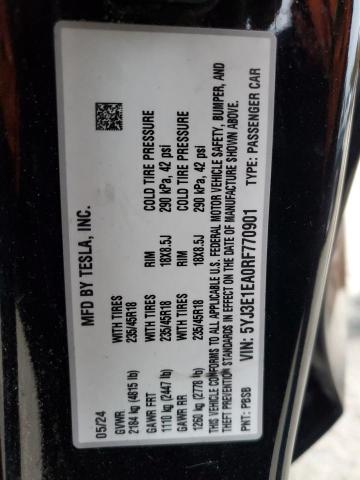 MFD BY TESLA, INC.
05/24
GVWR
2184 kg (4815 lb)
GAWR FRT WITH TIRES RIM COLD TIRE PRESSURE
1110 kg (2447 lb) 235/45R18 18X8.5J 290 kPa, 42 psi
GAWR RR WITH TIRES RIM COLD TIRE PRESSURE
1260 kg (2778 lb) 235/45R18 18X8.5J 290 kPa, 42 psi
THIS VEHICLE CONFORMS TO ALL APPLICABLE U.S. FEDERAL MOTOR VEHICLE SAFETY, BUMPER, AND
THEFT PREVENTION STANDARDS IN EFFECT ON THE DATE OF MANUFACTURE SHOWN ABOVE.
VIN: 5YJ3E1EA0RF770901
PNT: PBSB TYPE: PASSENGER CAR